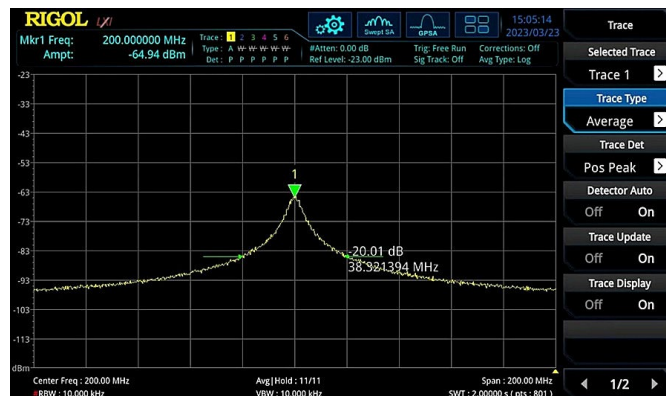 RIGOL LXI
15:05:14
2023/03/23
Mkr1 Freq: 200.000000 MHz
Ampt: -64.94 dBm
Trace: 1 2 3 4 5 6
Type: A W W W W W
Det: P P P P P P
Swept SA
GPSA
#Atten: 0.00 dB
Ref Level: -23.00 dBm
Trig: Free Run
Sig Track: Off
Corrections: Off
Avg Type: Log
-23
-33
-43
-53
-63
-73
-83
-93
-103
-113
dBm
1
-20.01 dB
38.921394 MHz
Center Freq : 200.00 MHz
Avg|Hold : 11/11
Span : 200.00 MHz
#RBW : 10.000 kHz
VBW : 10.000 kHz
SWT : 2.00000 s ( pts : 801 )
Trace
Selected Trace
Trace 1
Trace Type
Average
Trace Det
Pos Peak
Detector Auto
Off On
Trace Update
Off On
Trace Display
Off On
1/2